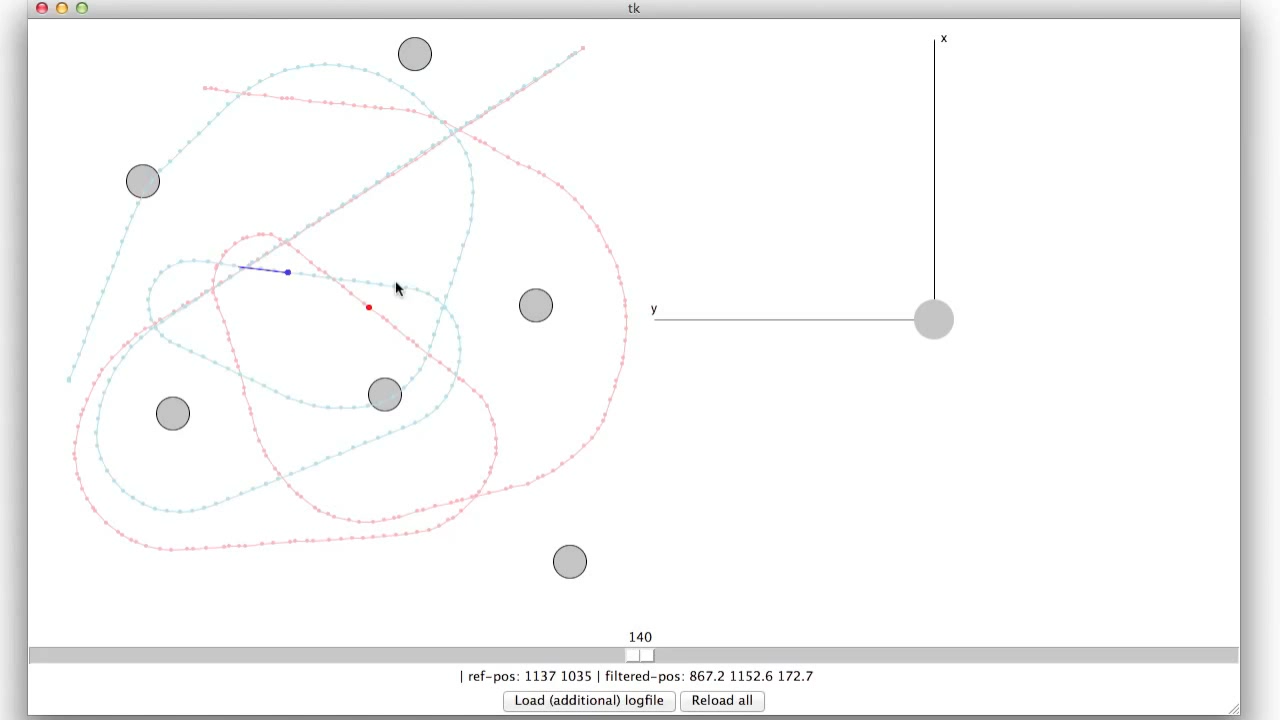 tk
x
y
140
| ref-pos: 1137 1035 | filtered-pos: 867.2 1152.6 172.7
Load (additional) logfile
Reload all